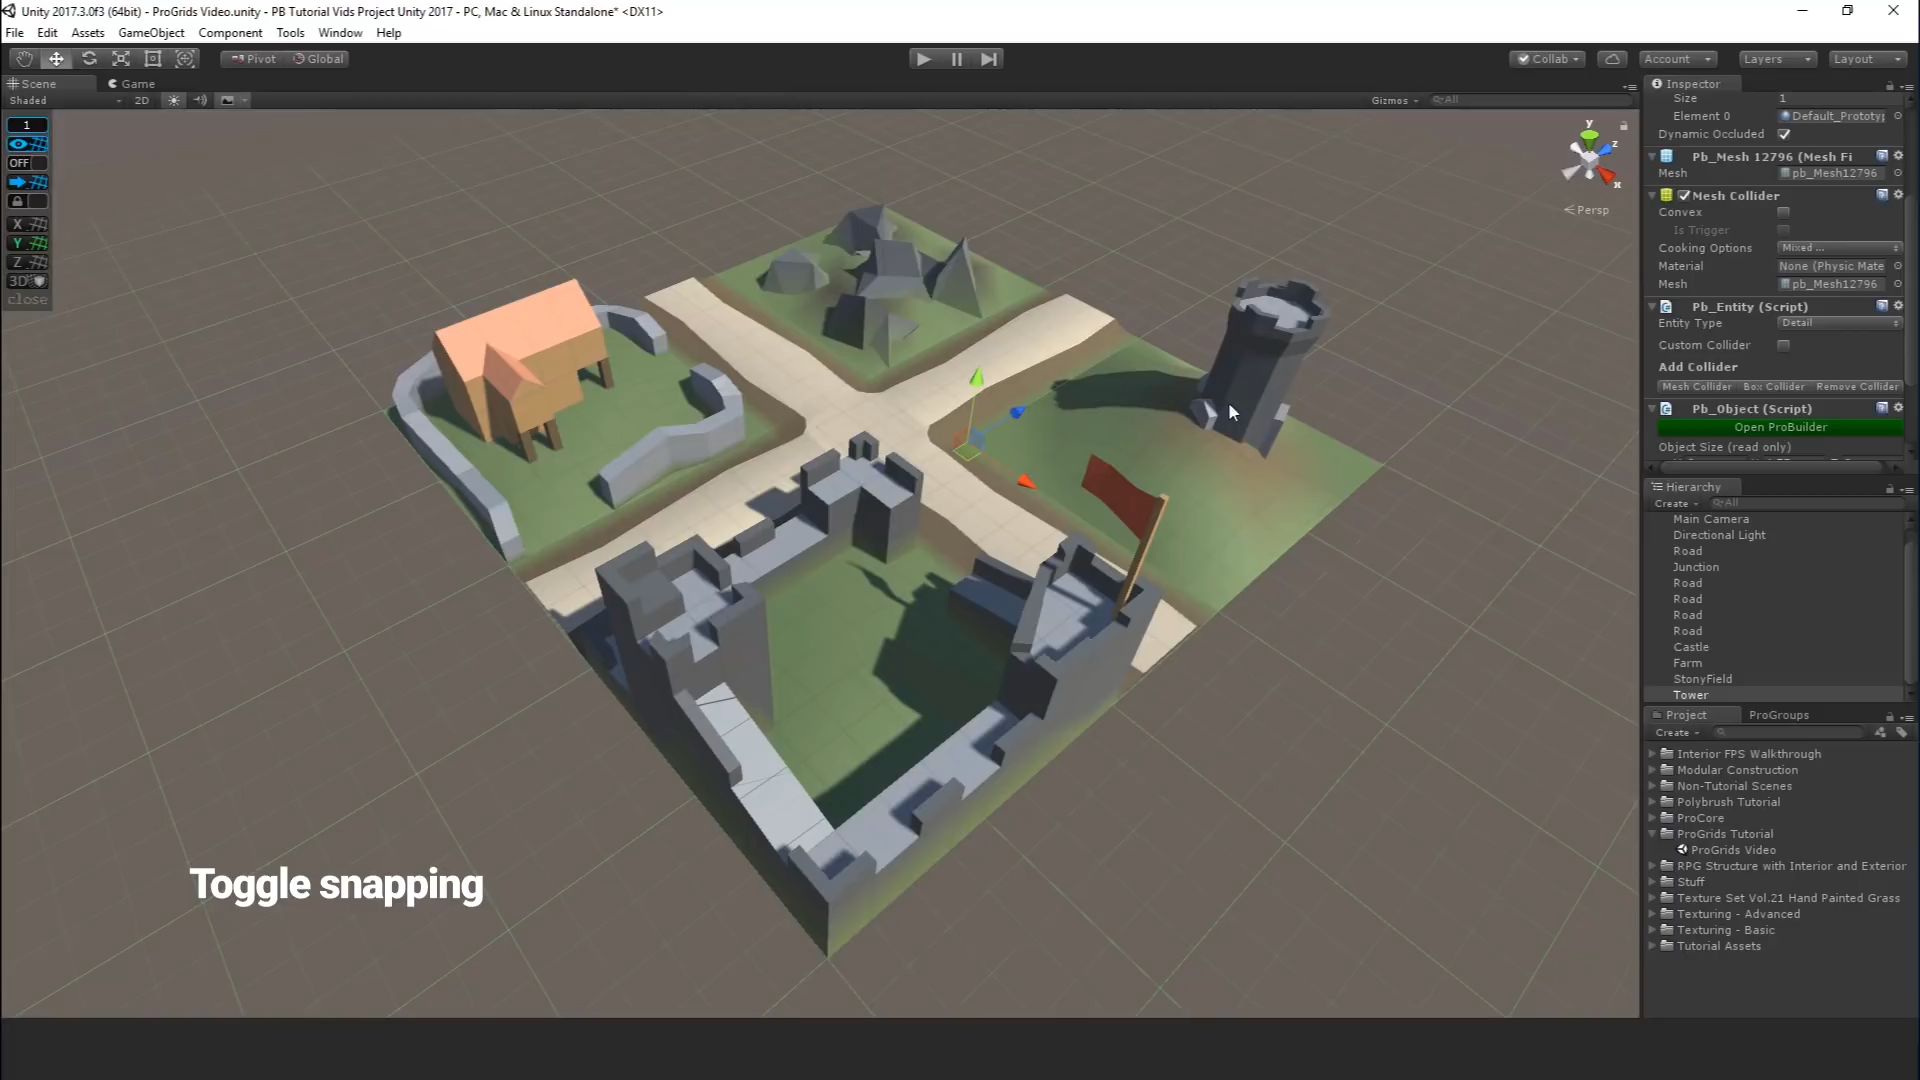 Unity 2017.3.0f3 (64bit) - ProGrids Video.unity - PB Tutorial Vids Project Unity 2017 - PC, Mac & Linux Standalone* <DX11>
File Edit Assets GameObject Component Tools Window Help
Pivot Global
Collab Account Layers Layout
Scene Game
Shaded 2D Gizmos All
1
OFF
X
Y
Z
3D
close
y
z
x
Persp
Toggle snapping
Inspector
Size 1
Element 0 Default_Prototyp
Dynamic Occluded
Pb_Mesh 12796 (Mesh Fi
Mesh pb_Mesh12796
Mesh Collider
Convex
Is Trigger
Cooking Options Mixed ...
Material None (Physic Mate
Mesh pb_Mesh12796
Pb_Entity (Script)
Entity Type Detail
Custom Collider
Add Collider
Mesh Collider Box Collider Remove Collider
Pb_Object (Script)
Open ProBuilder
Object Size (read only)
Hierarchy
Create All
Main Camera
Directional Light
Road
Junction
Road
Road
Road
Road
Castle
Farm
StonyField
Tower
Project ProGroups
Create
Interior FPS Walkthrough
Modular Construction
Non-Tutorial Scenes
Polybrush Tutorial
ProCore
ProGrids Tutorial
ProGrids Video
RPG Structure with Interior and Exterior
Stuff
Texture Set Vol.21 Hand Painted Grass
Texturing - Advanced
Texturing - Basic
Tutorial Assets